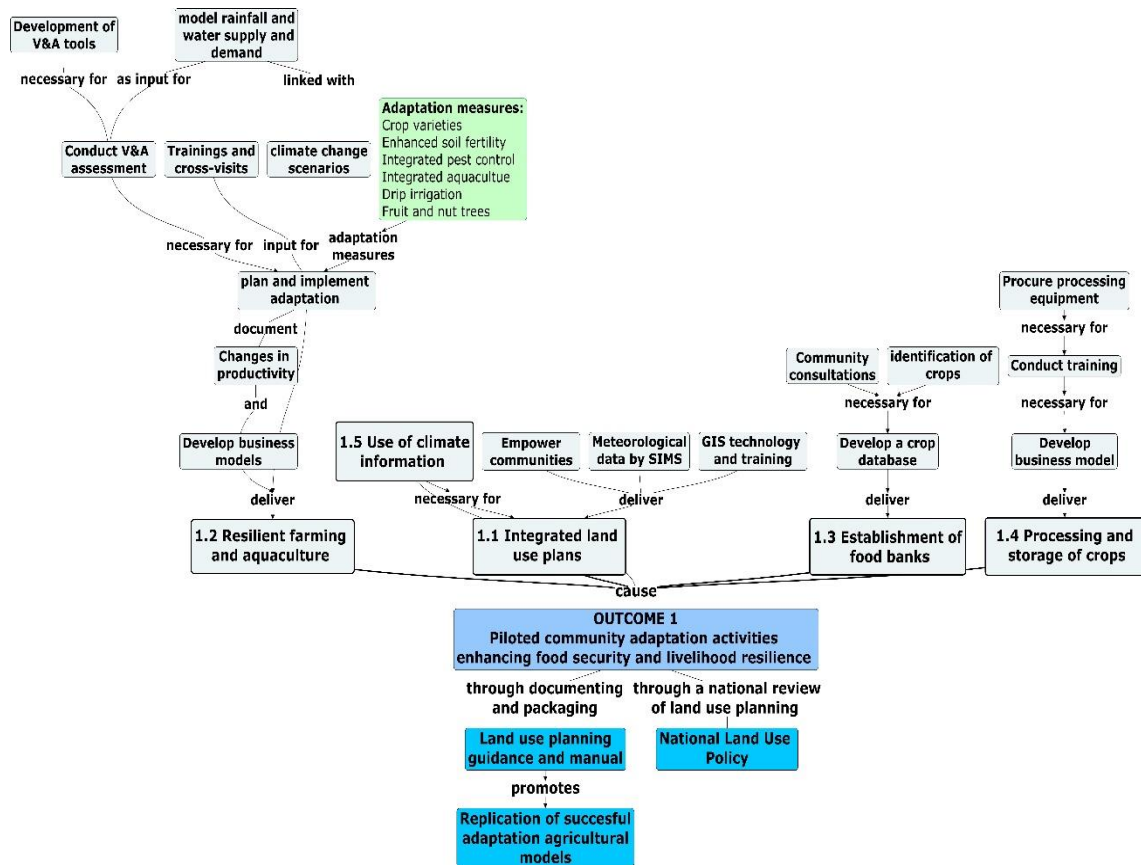 Development of
V&A tools
model rainfall and
water supply and
demand
necessary for
as input for
linked with
Adaptation measures:
Crop varieties
Enhanced soil fertility
Integrated pest control
Integrated aquacultue
Drip irrigation
Fruit and nut trees
Conduct V&A
assessment
Trainings and
cross-visits
climate change
scenarios
necessary for
input for
adaptation
measures
plan and implement
adaptation
document
Changes in
productivity
and
Develop business
models
deliver
1.2 Resilient farming
and aquaculture
1.5 Use of climate
information
necessary for
Empower
communities
Meteorological
data by SIMS
GIS technology
and training
deliver
1.1 Integrated land
use plans
Community
consultations
identification of
crops
necessary for
Develop a crop
database
deliver
1.3 Establishment of
food banks
Procure processing
equipment
necessary for
Conduct training
necessary for
Develop
business model
deliver
1.4 Processing and
storage of crops
cause
OUTCOME 1
Piloted community adaptation activities
enhancing food security and livelihood resilience
through documenting
and packaging
through a national review
of land use planning
Land use planning
guidance and manual
National Land Use
Policy
promotes
Replication of succesful
adaptation agricultural
models